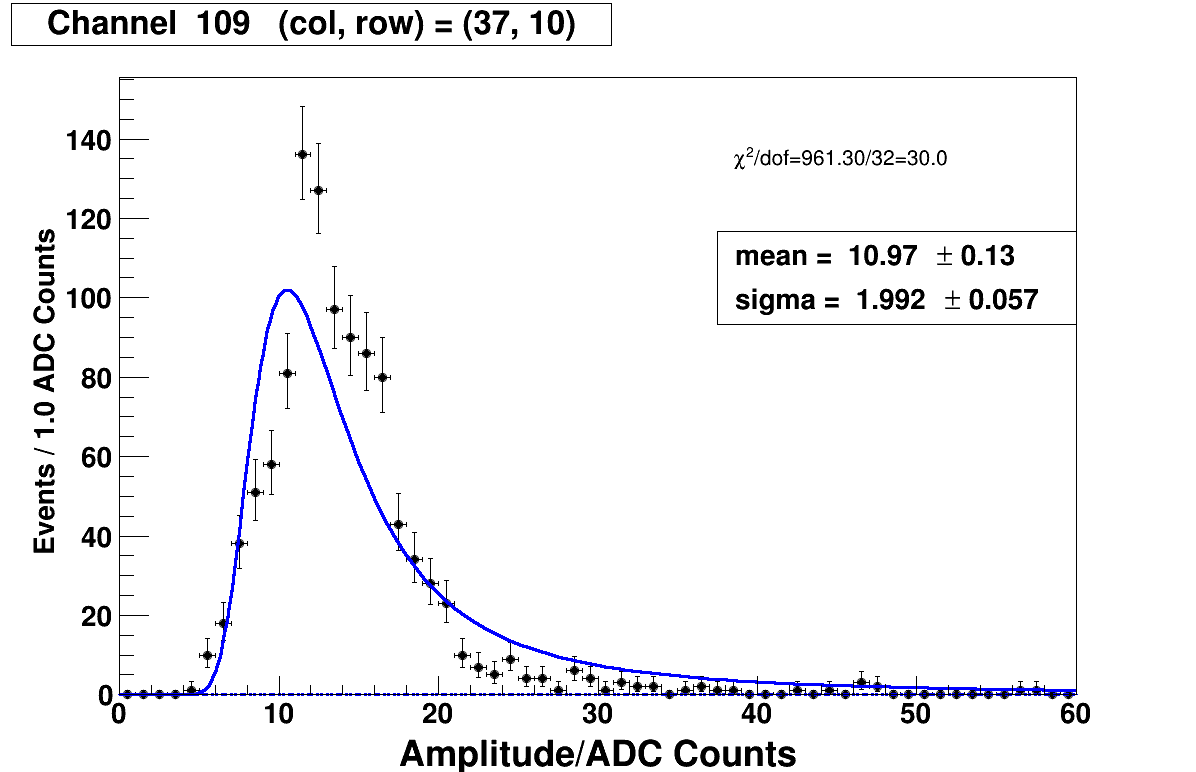 Channel 109 (col, row) = (37, 10)
χ²/dof=961.30/32=30.0
mean = 10.97 ± 0.13
sigma = 1.992 ± 0.057
Events / 1.0 ADC Counts
140
120
100
80
60
40
20
0
0 10 20 30 40 50 60
Amplitude/ADC Counts